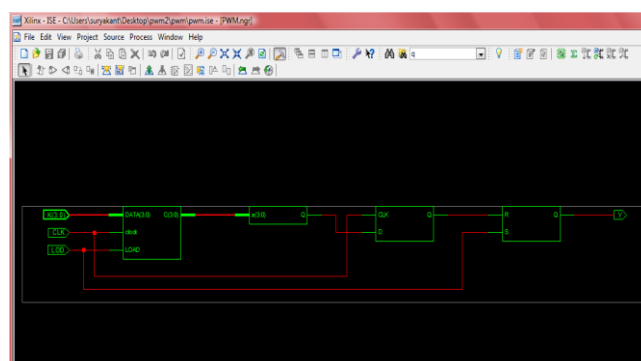 Xilinx - ISE - C:\Users\suryakant\Desktop\pwm2\pwm\pwm.ise - [PWM.ngr]
File Edit View Project Source Process Window Help
q
X(3:0) DATA(3:0) C(3:0) a(3:0) Q CLK Q R Q Y
CLK clock D S
LOD LOAD